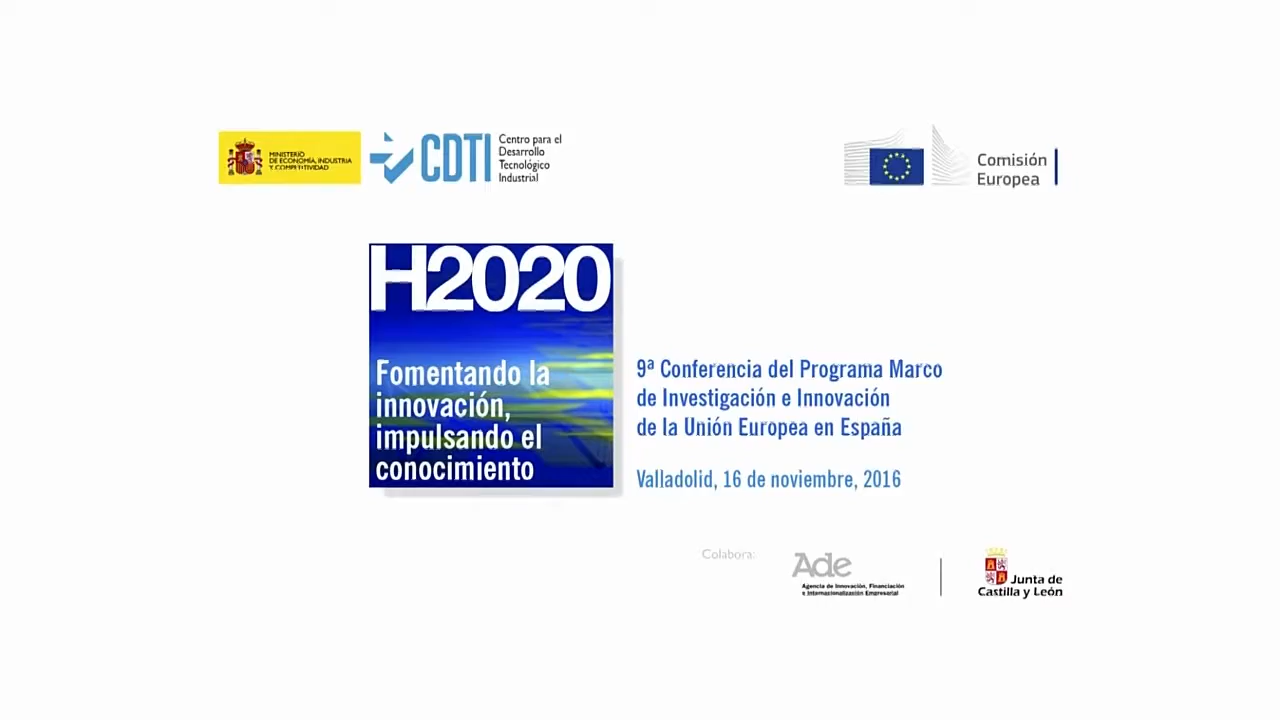 MINISTERIO
DE ECONOMÍA, INDUSTRIA
Y COMPETITIVIDAD
CDTI
Centro para el
Desarrollo
Tecnológico
Industrial
Comisión
Europea
H2020
Fomentando la
innovación,
impulsando el
conocimiento
9ª Conferencia del Programa Marco
de Investigación e Innovación
de la Unión Europea en España
Valladolid, 16 de noviembre, 2016
Colabora:
Ade
Agencia de Innovación, Financiación
e Internacionalización Empresarial
Junta de
Castilla y León